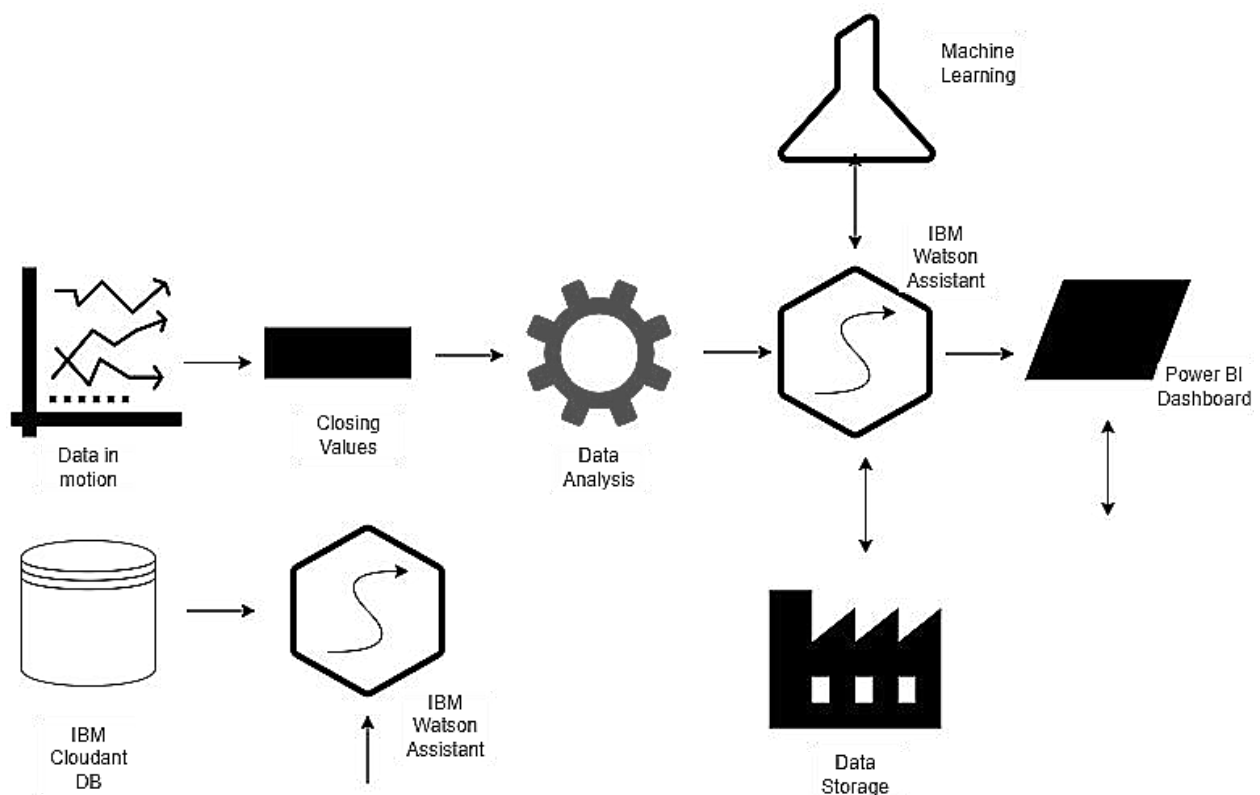 Machine
Learning
IBM
Watson
Assistant
Data in
motion
Closing
Values
Data
Analysis
Power BI
Dashboard
IBM
Cloudant
DB
IBM
Watson
Assistant
Data
Storage